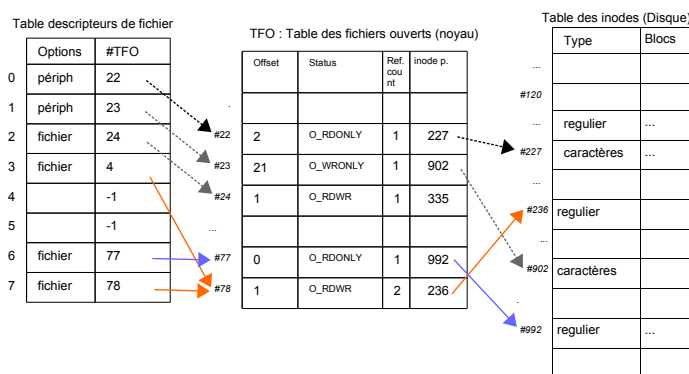 Table descripteurs de fichier
TFO : Table des fichiers ouverts (noyau)
Table des inodes (Disque)
Options #TFO
0 périph 22
1 périph 23
2 fichier 24
3 fichier 4
4 -1
5 -1
6 fichier 77
7 fichier 78
Offset Status Ref. cou nt inode p.
.
#22 2 O_RDONLY 1 227
#23 21 O_WRONLY 1 902
#24 1 O_RDWR 1 335
...
#77 0 O_RDONLY 1 992
#78 1 O_RDWR 2 236
Type Blocs
...
#120
... regulier ...
#227 caractères ...
...
#236 regulier
...
#902 caractères
.
#992 regulier ...